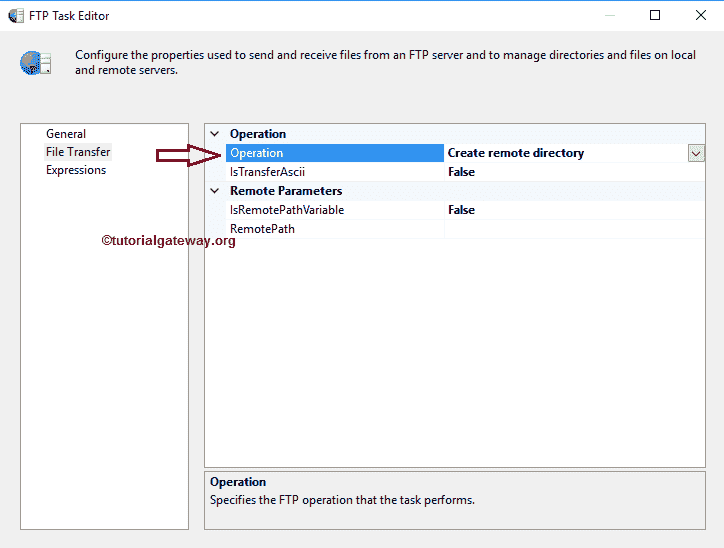 FTP Task Editor
Configure the properties used to send and receive files from an FTP server and to manage directories and files on local
and remote servers.
General
File Transfer
Expressions
Operation
Operation Create remote directory
IsTransferAscii False
Remote Parameters
IsRemotePathVariable False
RemotePath
©tutorialgateway.org
Operation
Specifies the FTP operation that the task performs.